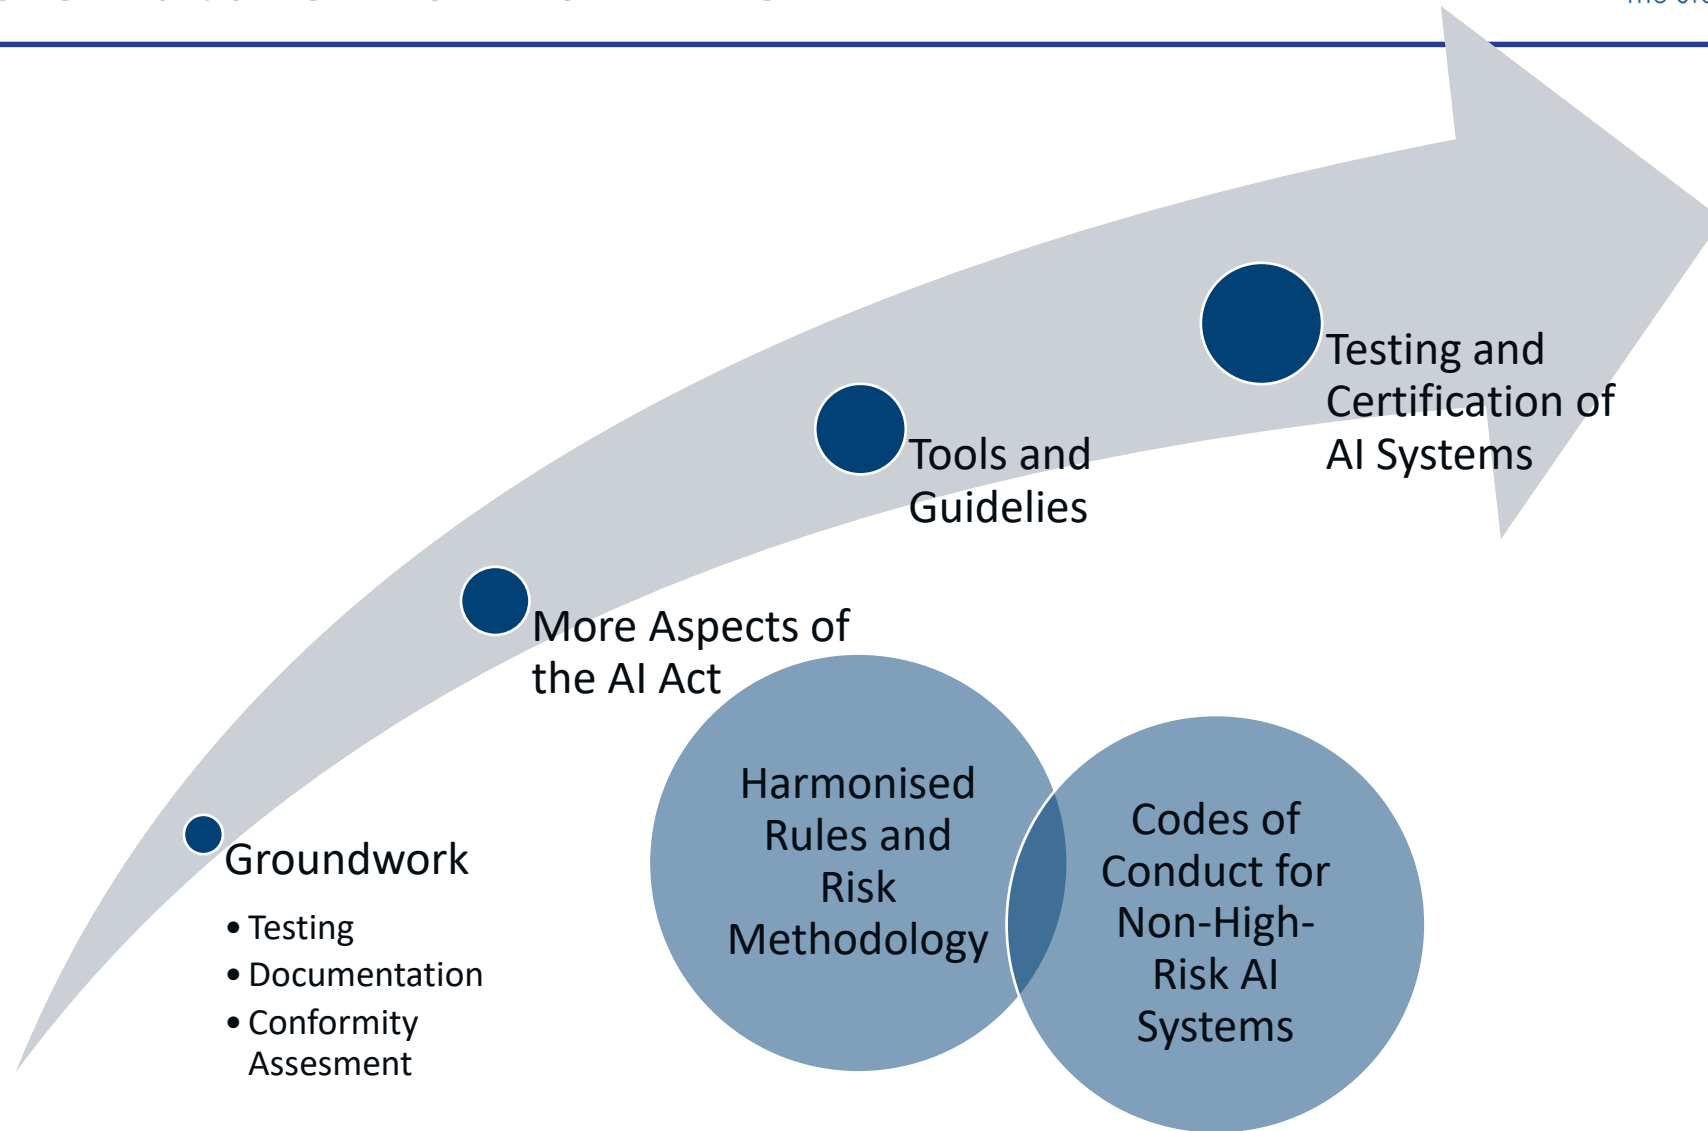 Groundwork
• Testing
• Documentation
• Conformity
Assesment
More Aspects of
the AI Act
Tools and
Guidelies
Testing and
Certification of
AI Systems
Harmonised
Rules and
Risk
Methodology
Codes of
Conduct for
Non-High-
Risk AI
Systems